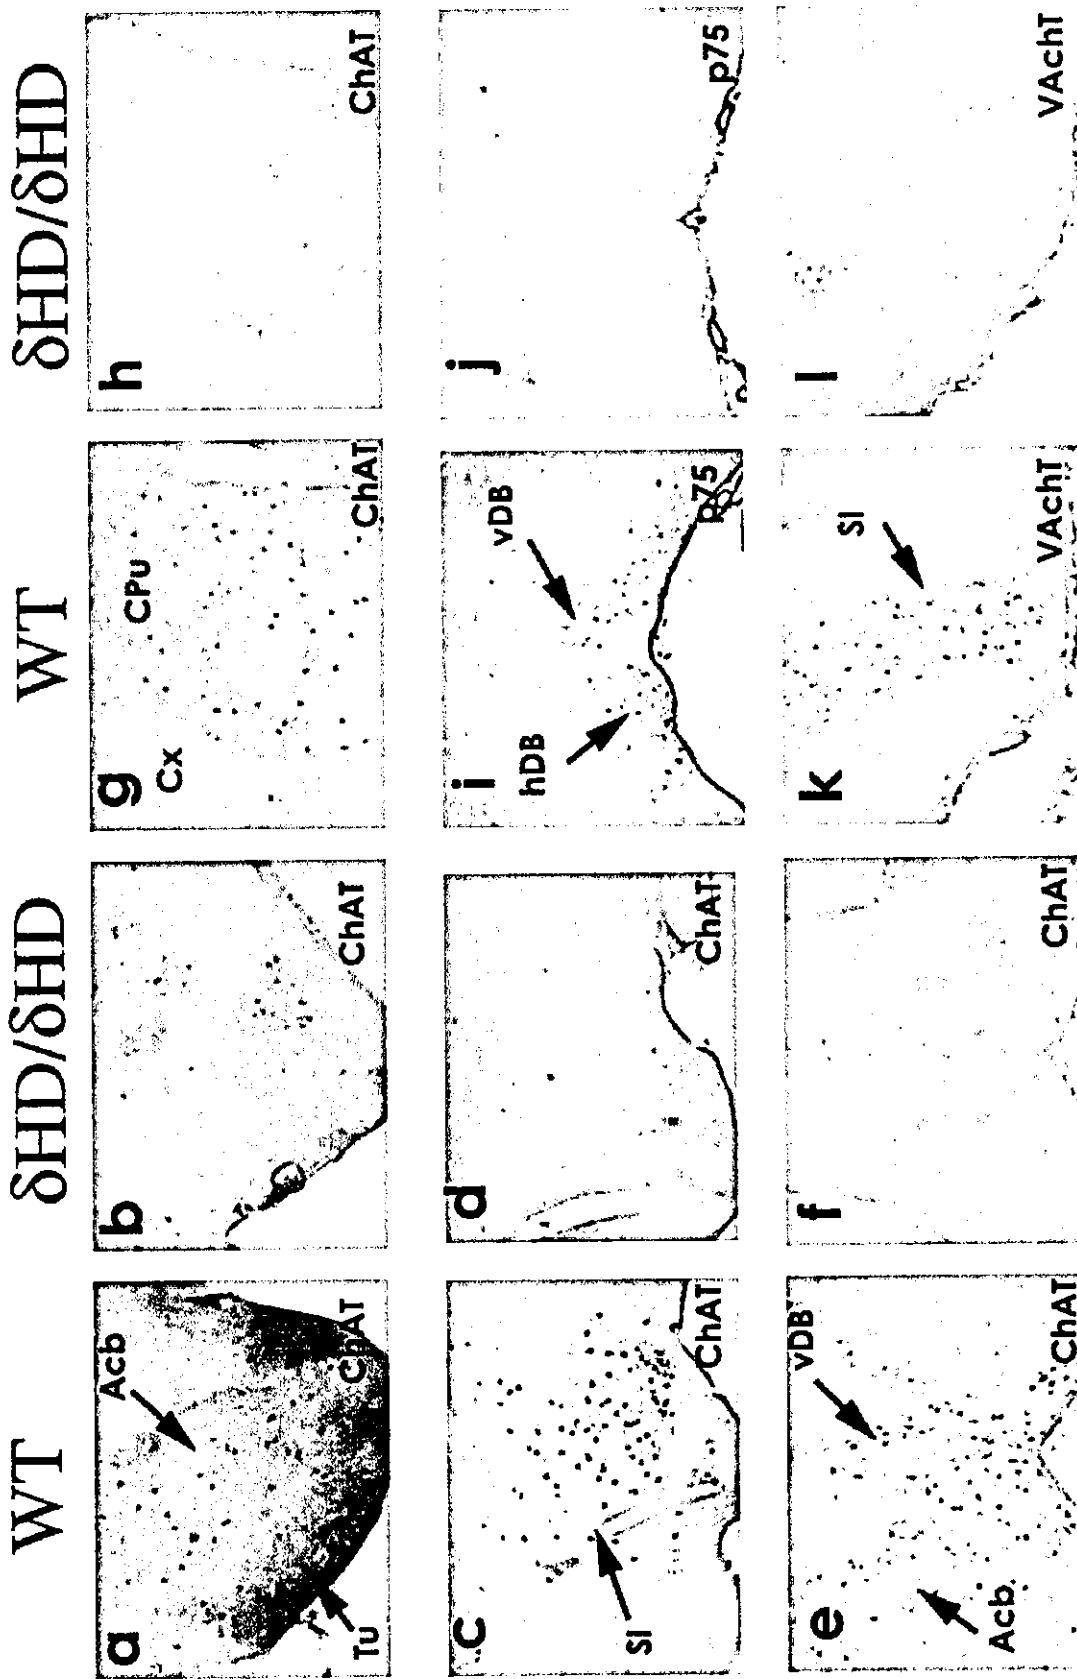 WT δHD/δHD WT δHD/δHD
a Acb Tu ChAT
b ChAT
g Cx CPu ChAT
h ChAT
c SI ChAT
d ChAT
i hDB vDB p75
j p75
e Acb vDB ChAT
f ChAT
k SI VAchT
l VAchT